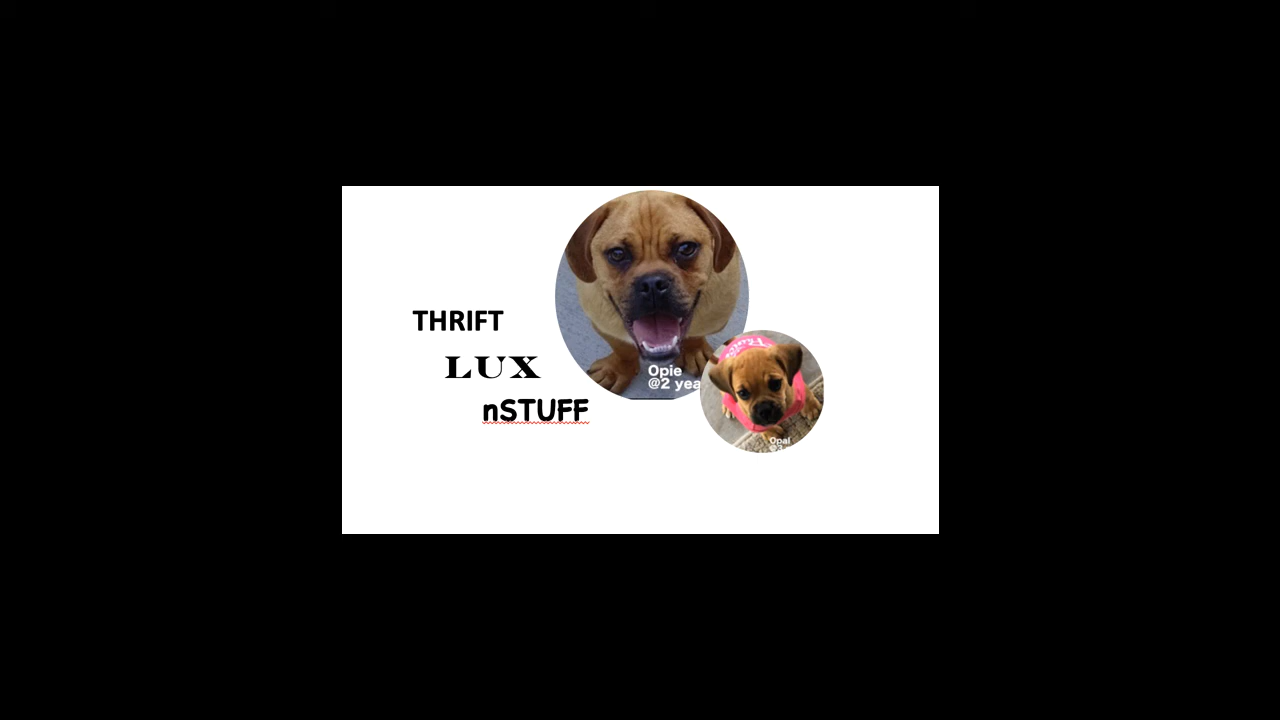 THRIFT
LUX
nSTUFF
Opie
@2 yea
Opal